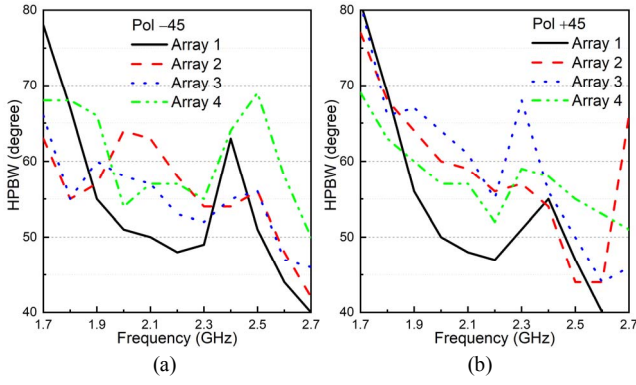 80
70
60
50
40
HPBW (degree)
Pol −45
Array 1
Array 2
Array 3
Array 4
1.7 1.9 2.1 2.3 2.5 2.7
Frequency (GHz)
(a)
80
70
60
50
40
HPBW (degree)
Pol +45
Array 1
Array 2
Array 3
Array 4
1.7 1.9 2.1 2.3 2.5 2.7
Frequency (GHz)
(b)